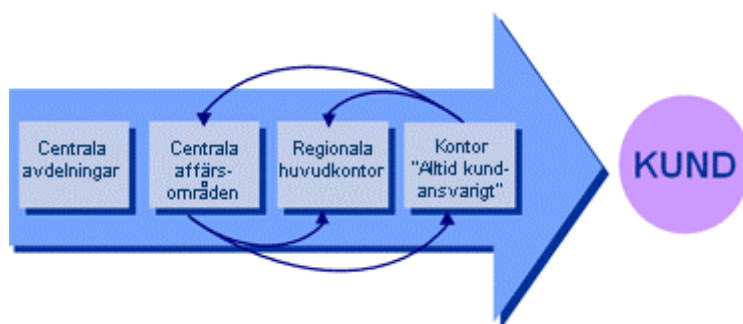 Centrala
avdelningar
Centrala
affärs-
områden
Regionala
huvudkontor
Kontor
"Alltid kund-
ansvarigt"
KUND